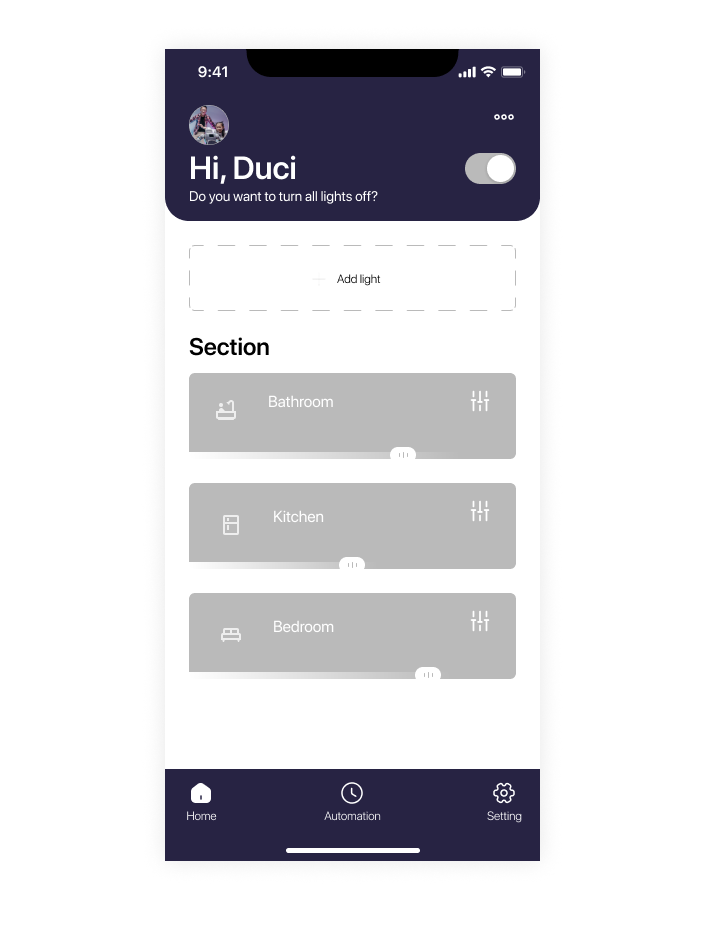 9:41
Hi, Duci
Do you want to turn all lights off?
Add light
Section
Bathroom
Kitchen
Bedroom
Home
Automation
Setting